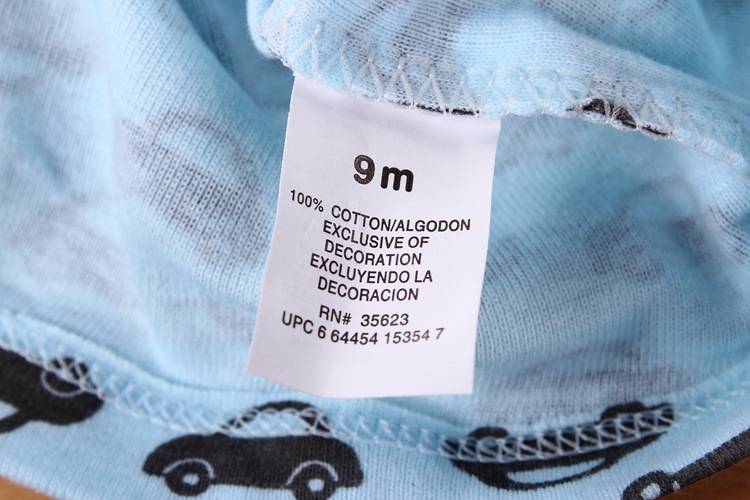 9m
100% COTTON/ALGODON
EXCLUSIVE OF
DECORATION
EXCLUYENDO LA
DECORACION
RN# 35623
UPC 6 64454 15354 7